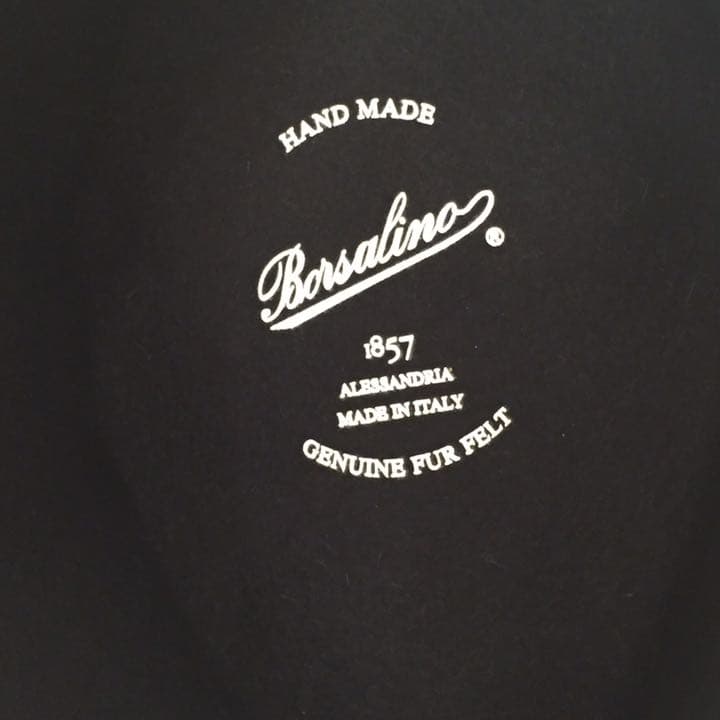 HAND MADE
Borsalino®
1857
ALESSANDRIA
MADE IN ITALY
GENUINE FUR FELT